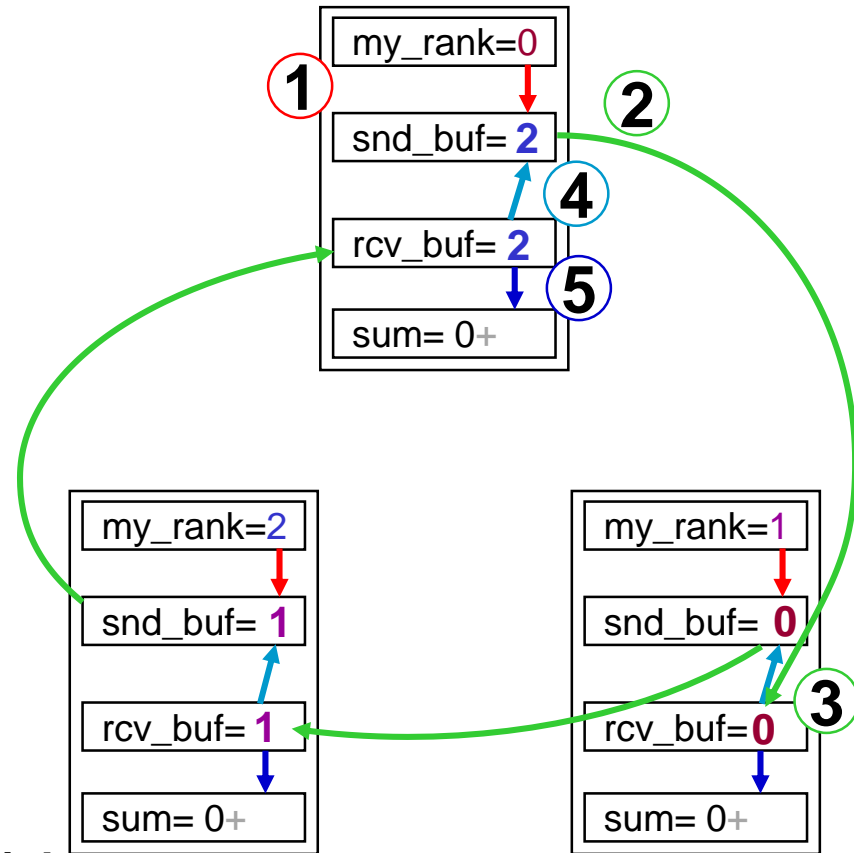 my_rank=0
1
2
snd_buf= 2
4
rcv_buf= 2
5
sum= 0+
my_rank=2
snd_buf= 1
rcv_buf= 1
sum= 0+
my_rank=1
snd_buf= 0
3
rcv_buf=0
sum= 0+